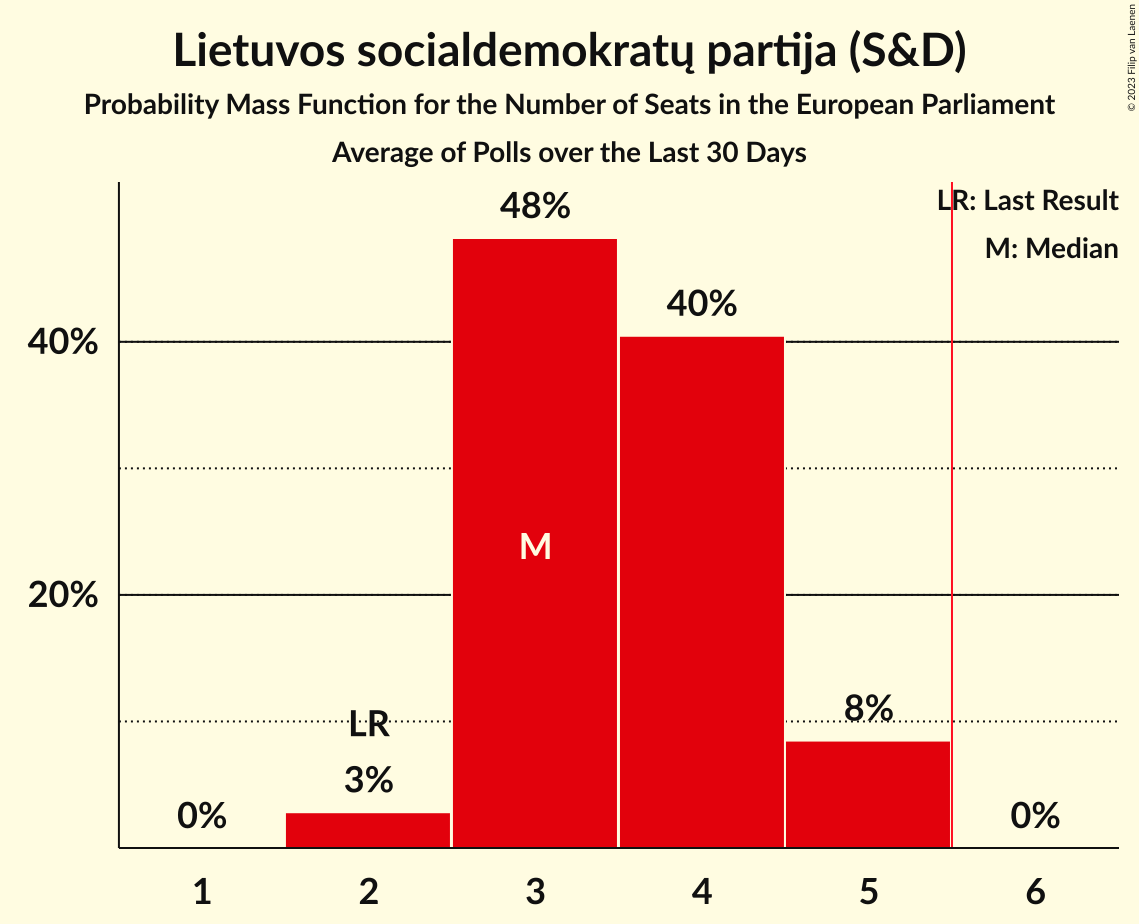 Lietuvos socialdemokratų partija (S&D)
Probability Mass Function for the Number of Seats in the European Parliament
Average of Polls over the Last 30 Days
© 2023 Filip van Laenen
LR: Last Result
M: Median
48%
40%
40%
M
20%
LR
8%
3%
0%
0%
1 2 3 4 5 6